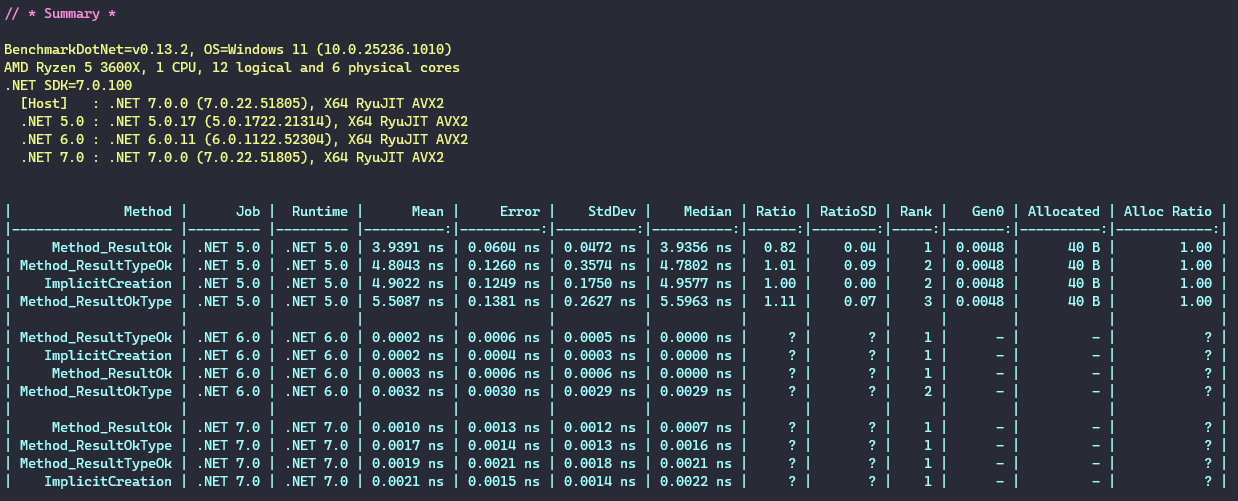 // * Summary *
BenchmarkDotNet=v0.13.2, OS=Windows 11 (10.0.25236.1010)
AMD Ryzen 5 3600X, 1 CPU, 12 logical and 6 physical cores
.NET SDK=7.0.100
  [Host]   : .NET 7.0.0 (7.0.22.51805), X64 RyuJIT AVX2
  .NET 5.0 : .NET 5.0.17 (5.0.1722.21314), X64 RyuJIT AVX2
  .NET 6.0 : .NET 6.0.11 (6.0.1122.52304), X64 RyuJIT AVX2
  .NET 7.0 : .NET 7.0.0 (7.0.22.51805), X64 RyuJIT AVX2
|              Method |      Job |  Runtime |      Mean |     Error |    StdDev |    Median | Ratio | RatioSD | Rank |   Gen0 | Allocated | Alloc Ratio |
|-------------------- |--------- |--------- |----------:|----------:|----------:|----------:|------:|--------:|-----:|-------:|----------:|------------:|
|     Method_ResultOk | .NET 5.0 | .NET 5.0 | 3.9391 ns | 0.0604 ns | 0.0472 ns | 3.9356 ns |  0.82 |    0.04 |    1 | 0.0048 |      40 B |        1.00 |
| Method_ResultTypeOk | .NET 5.0 | .NET 5.0 | 4.8043 ns | 0.1260 ns | 0.3574 ns | 4.7802 ns |  1.01 |    0.09 |    2 | 0.0048 |      40 B |        1.00 |
|    ImplicitCreation | .NET 5.0 | .NET 5.0 | 4.9022 ns | 0.1249 ns | 0.1750 ns | 4.9577 ns |  1.00 |    0.00 |    2 | 0.0048 |      40 B |        1.00 |
| Method_ResultOkType | .NET 5.0 | .NET 5.0 | 5.5087 ns | 0.1381 ns | 0.2627 ns | 5.5963 ns |  1.11 |    0.07 |    3 | 0.0048 |      40 B |        1.00 |
|                     |          |          |           |           |           |           |       |         |      |        |           |             |
| Method_ResultTypeOk | .NET 6.0 | .NET 6.0 | 0.0002 ns | 0.0006 ns | 0.0005 ns | 0.0000 ns |     ? |       ? |    1 |      - |         - |           ? |
|    ImplicitCreation | .NET 6.0 | .NET 6.0 | 0.0002 ns | 0.0004 ns | 0.0003 ns | 0.0000 ns |     ? |       ? |    1 |      - |         - |           ? |
|     Method_ResultOk | .NET 6.0 | .NET 6.0 | 0.0003 ns | 0.0006 ns | 0.0006 ns | 0.0000 ns |     ? |       ? |    1 |      - |         - |           ? |
| Method_ResultOkType | .NET 6.0 | .NET 6.0 | 0.0032 ns | 0.0030 ns | 0.0029 ns | 0.0029 ns |     ? |       ? |    2 |      - |         - |           ? |
|                     |          |          |           |           |           |           |       |         |      |        |           |             |
|     Method_ResultOk | .NET 7.0 | .NET 7.0 | 0.0010 ns | 0.0013 ns | 0.0012 ns | 0.0007 ns |     ? |       ? |    1 |      - |         - |           ? |
| Method_ResultOkType | .NET 7.0 | .NET 7.0 | 0.0017 ns | 0.0014 ns | 0.0013 ns | 0.0016 ns |     ? |       ? |    1 |      - |         - |           ? |
| Method_ResultTypeOk | .NET 7.0 | .NET 7.0 | 0.0019 ns | 0.0021 ns | 0.0018 ns | 0.0021 ns |     ? |       ? |    1 |      - |         - |           ? |
|    ImplicitCreation | .NET 7.0 | .NET 7.0 | 0.0021 ns | 0.0015 ns | 0.0014 ns | 0.0022 ns |     ? |       ? |    1 |      - |         - |           ? |